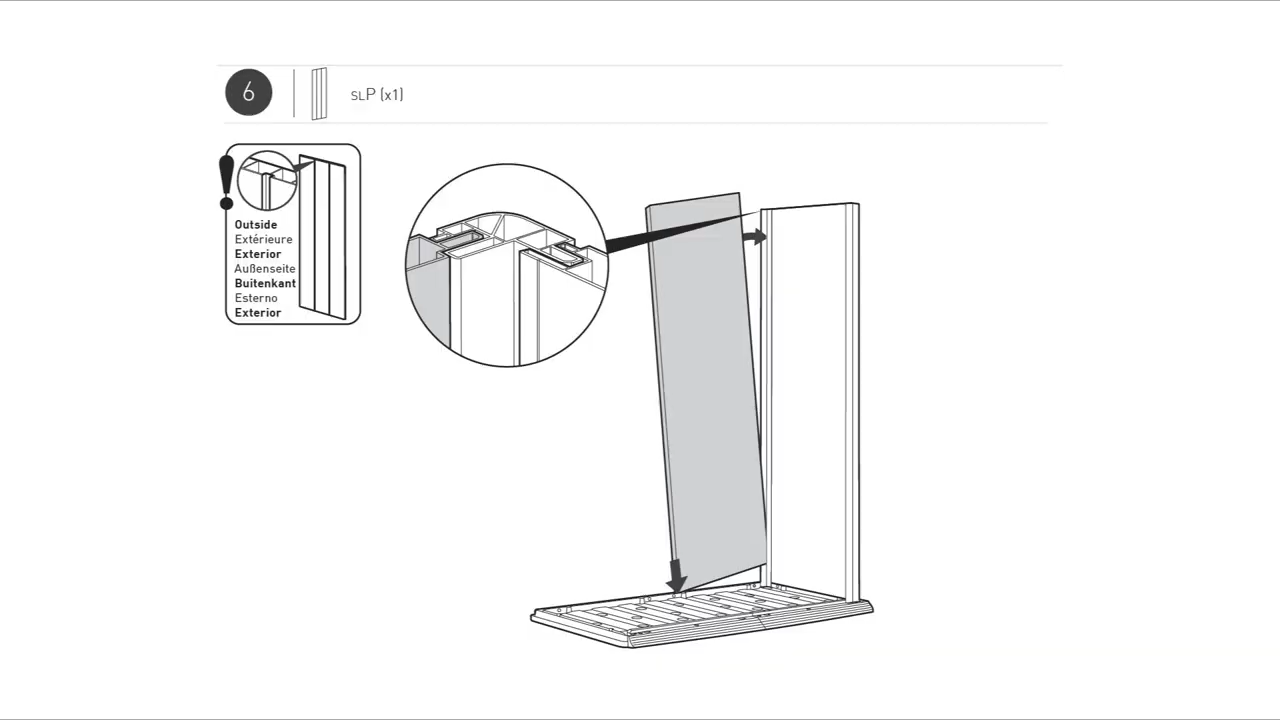 6
SLP (x1)
Outside
Extérieure
Exterior
Außenseite
Buitenkant
Esterno
Exterior